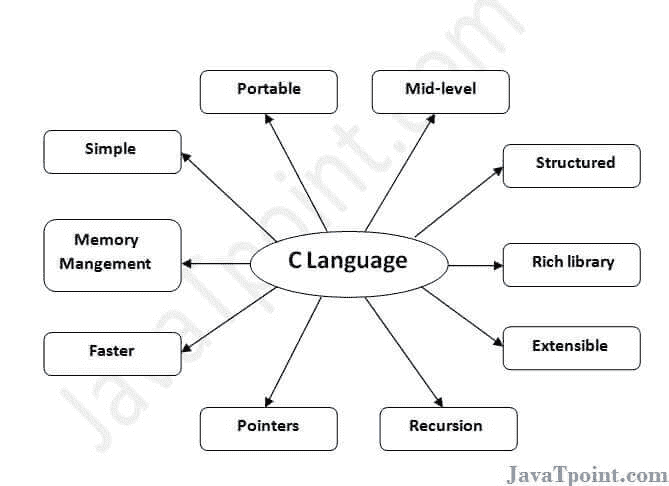 Portable
Mid-level
Simple
Structured
Memory
Mangement
C Language
Rich library
Faster
Extensible
Pointers
Recursion
JavaTpoint.com
JavaTpoint.com